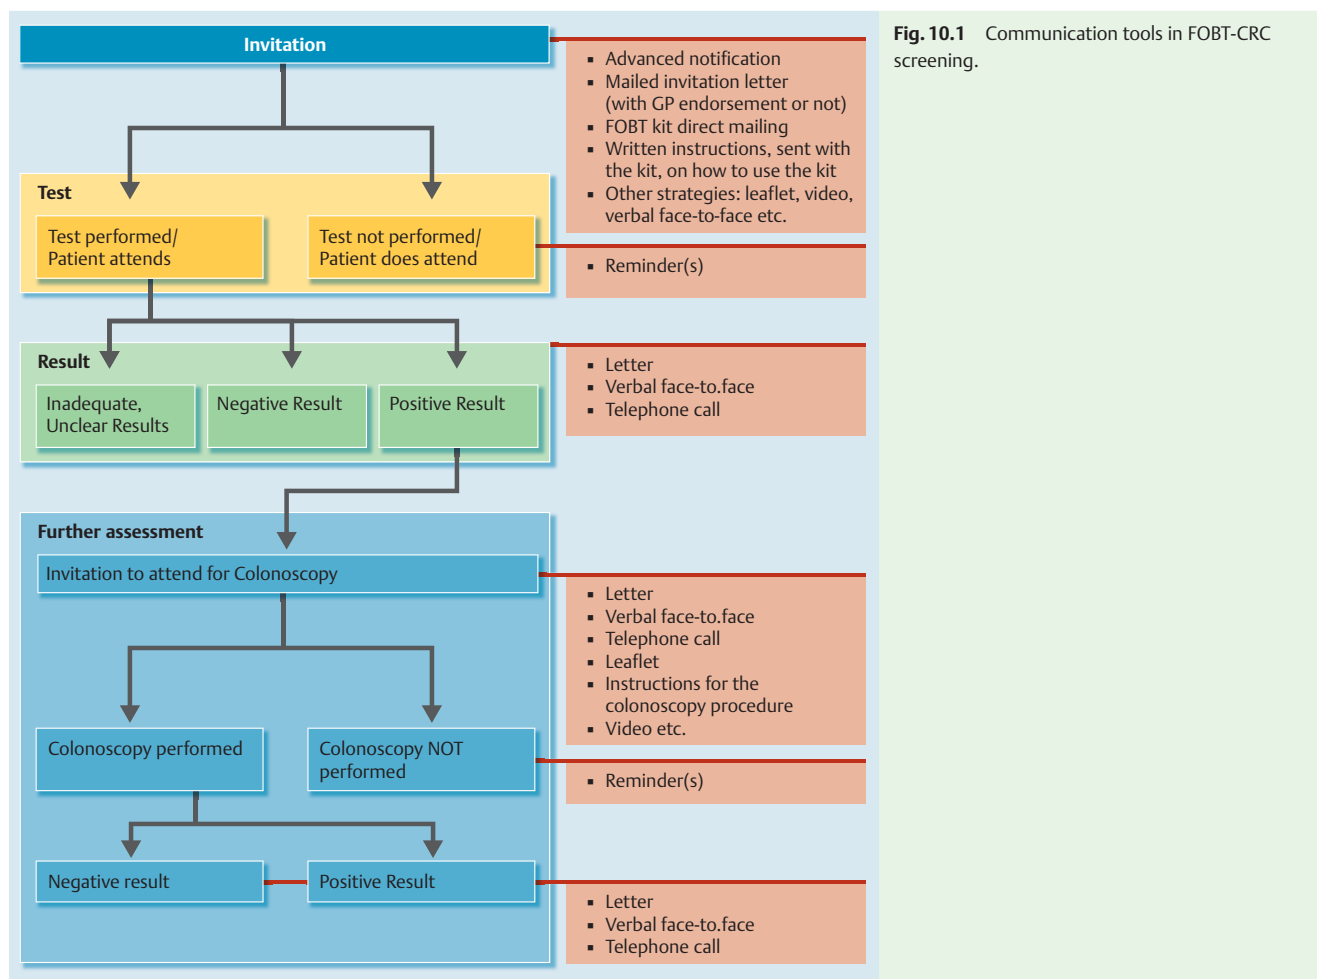 Invitation
Fig. 10.1 Communication tools in FOBT-CRC
screening.
▪ Advanced notification
▪ Mailed invitation letter
(with GP endorsement or not)
▪ FOBT kit direct mailing
▪ Written instructions, sent with
the kit, on how to use the kit
▪ Other strategies: leaflet, video,
verbal face-to-face etc.
Test
Test performed/
Patient attends
Test not performed/
Patient does attend
▪ Reminder(s)
Result
Inadequate,
Unclear Results
Negative Result
Positive Result
▪ Letter
▪ Verbal face-to.face
▪ Telephone call
Further assessment
Invitation to attend for Colonoscopy
▪ Letter
▪ Verbal face-to.face
▪ Telephone call
▪ Leaflet
▪ Instructions for the
colonoscopy procedure
▪ Video etc.
Colonoscopy performed
Colonoscopy NOT
performed
▪ Reminder(s)
Negative result
Positive Result
▪ Letter
▪ Verbal face-to.face
▪ Telephone call